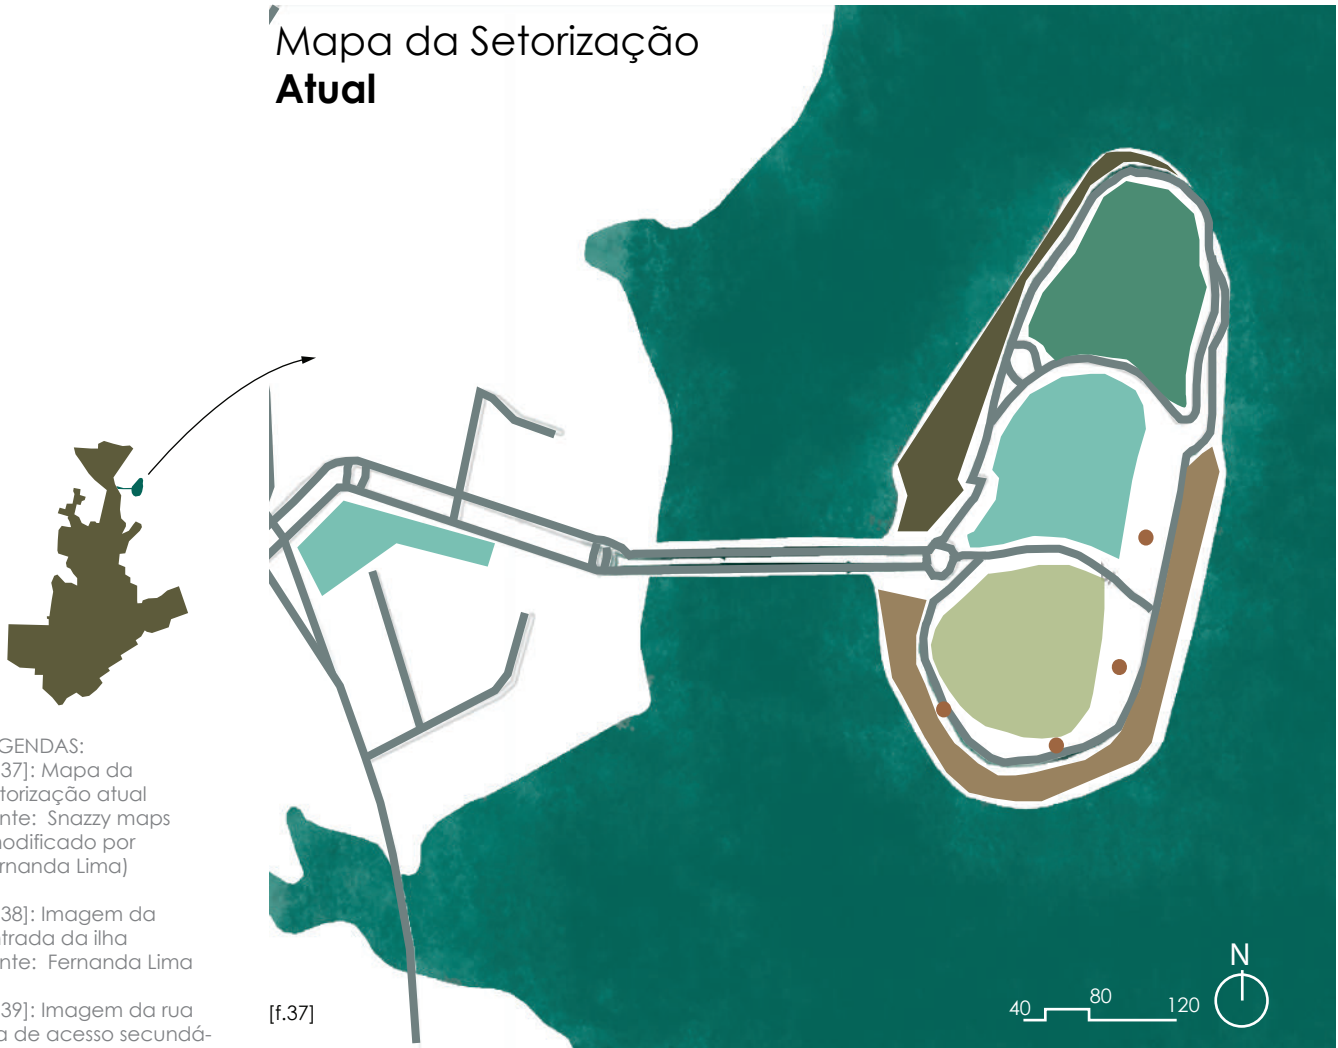 Mapa da Setorização
Atual
GENDAS:
37]: Mapa da
torização atual
nte: Snazzy maps
odificado por
rnanda Lima)
38]: Imagem da
trada da ilha
nte: Fernanda Lima
39]: Imagem da rua
a de acesso secundá-
[f.37]
40
80
120
N